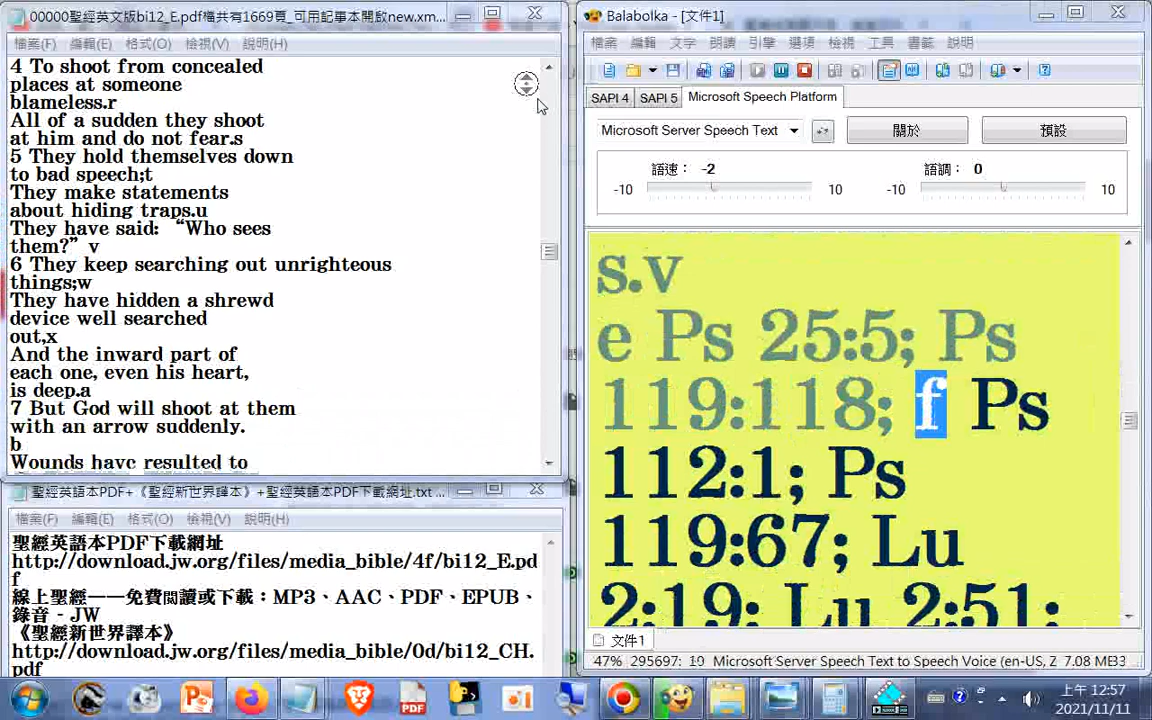 00000聖經英文版bi12_E.pdf檔共有1669頁_可用記事本開啟new.xm...
檔案(F) 編輯(E) 格式(O) 檢視(V) 說明(H)
4 To shoot from concealed
places at someone
blameless.r
All of a sudden they shoot
at him and do not fear.s
5 They hold themselves down
to bad speech;t
They make statements
about hiding traps.u
They have said: “Who sees
them?” v
6 They keep searching out unrighteous
things;w
They have hidden a shrewd
device well searched
out,x
And the inward part of
each one, even his heart,
is deep.a
7 But God will shoot at them
with an arrow suddenly.
b
Wounds have resulted to
聖經英語本PDF+《聖經新世界譯本》+聖經英語本PDF下載網址.txt ...
檔案(F) 編輯(E) 格式(O) 檢視(V) 說明(H)
聖經英語本PDF下載網址
http://download.jw.org/files/media_bible/4f/bi12_E.pd
f
線上聖經——免費閱讀或下載：MP3、AAC、PDF、EPUB、
錄音 - JW
《聖經新世界譯本》
http://download.jw.org/files/media_bible/0d/bi12_CH.
pdf
Balabolka - [文件1]
檔案 編輯 文字 朗讀 引擎 選項 檢視 工具 書籤 說明
SAPI 4 SAPI 5 Microsoft Speech Platform
Microsoft Server Speech Text 關於 預設
語速： -2 語調： 0
-10 10 -10 10
s.v
e Ps 25:5; Ps
119:118; f Ps
112:1; Ps
119:67; Lu
2:19; Lu 2:51;
文件1
47% 295697: 19 Microsoft Server Speech Text to Speech Voice (en-US, Z 7.08 MB
上午 12:57
2021/11/11